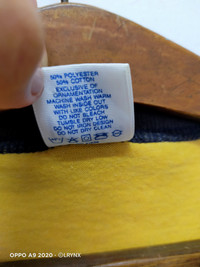 50% POLYESTER
50% COTTON
EXCLUSIVE OF
ORNAMENTATION
MACHINE WASH WARM
WASH INSIDE OUT
WITH LIKE COLORS
DO NOT BLEACH
TUMBLE DRY LOW
DO NOT IRON DESIGN
DO NOT DRY CLEAN
OPPO A9 2020 · ©LRYNX